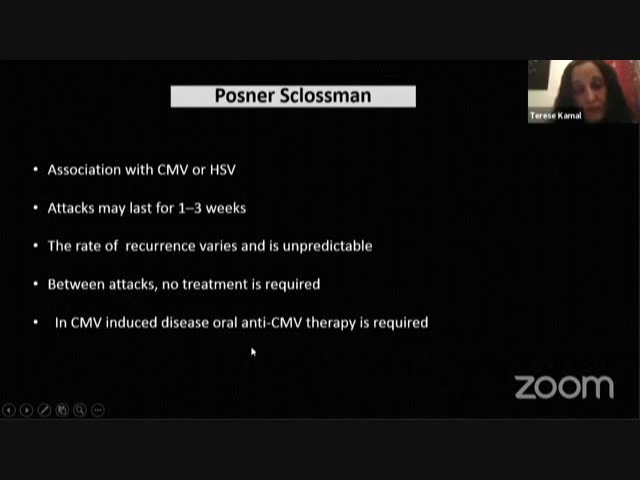 Posner Sclossman
Terese Kamal
• Association with CMV or HSV
• Attacks may last for 1–3 weeks
• The rate of recurrence varies and is unpredictable
• Between attacks, no treatment is required
• In CMV induced disease oral anti-CMV therapy is required
zoom